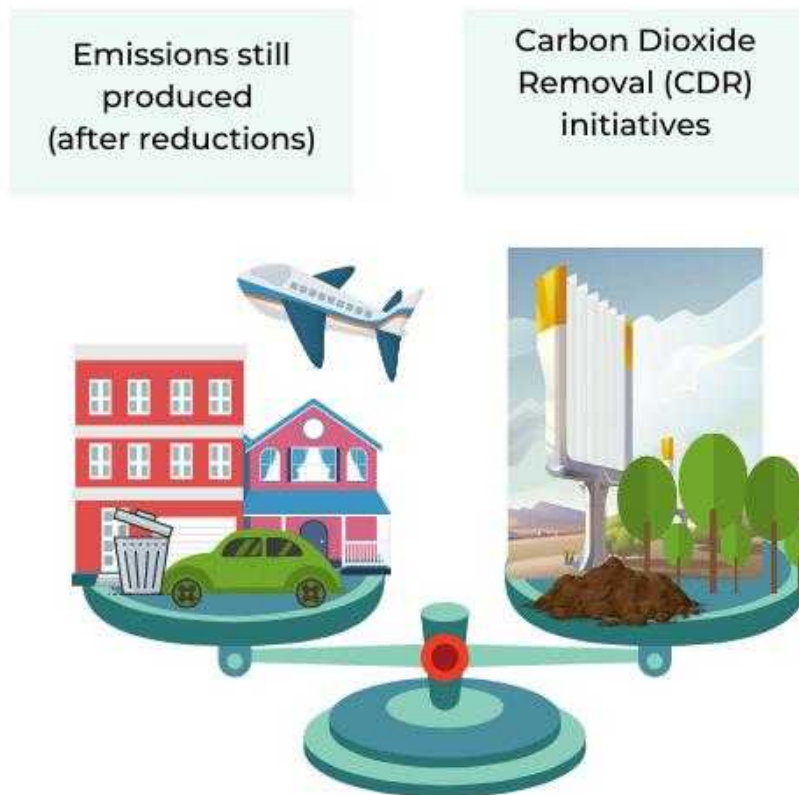 Emissions still
produced
(after reductions)
Carbon Dioxide
Removal (CDR)
initiatives